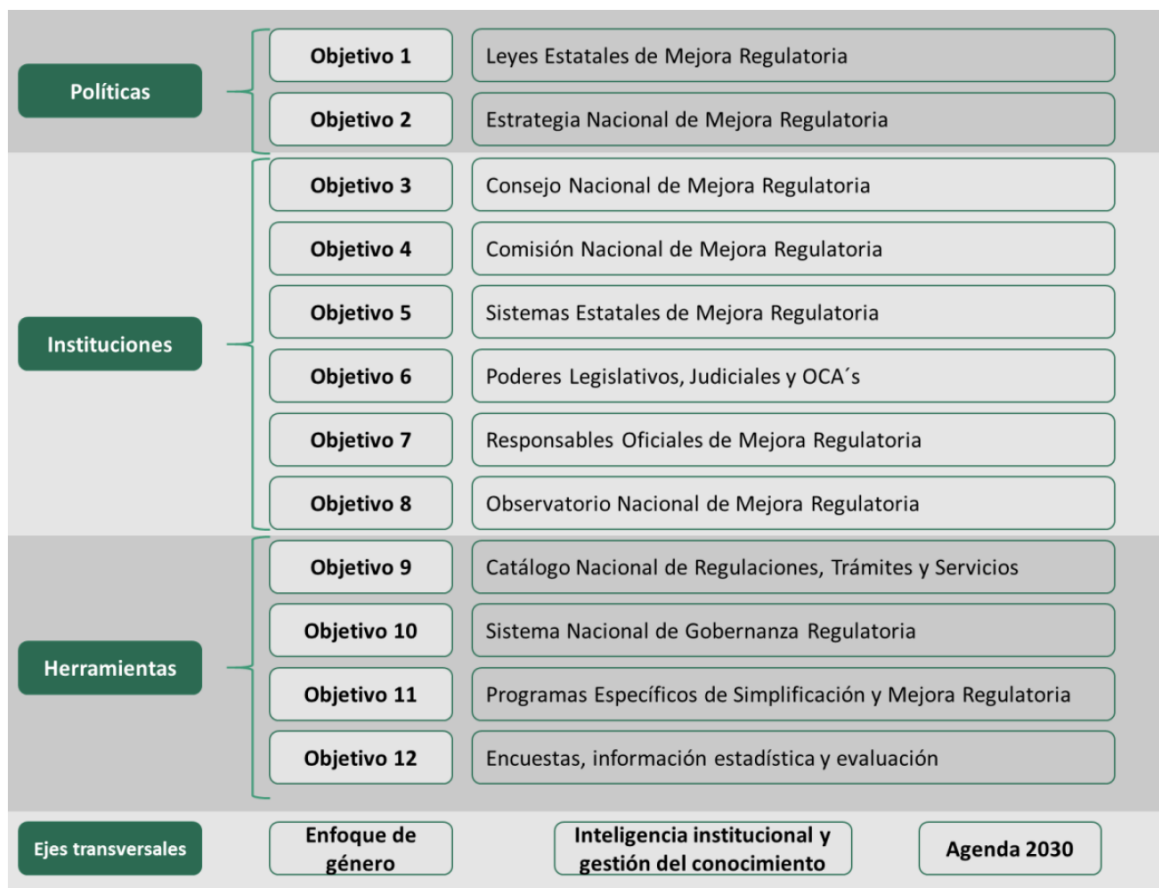 Políticas
Objetivo 1
Leyes Estatales de Mejora Regulatoria
Objetivo 2
Estrategia Nacional de Mejora Regulatoria
Instituciones
Objetivo 3
Consejo Nacional de Mejora Regulatoria
Objetivo 4
Comisión Nacional de Mejora Regulatoria
Objetivo 5
Sistemas Estatales de Mejora Regulatoria
Objetivo 6
Poderes Legislativos, Judiciales y OCA´s
Objetivo 7
Responsables Oficiales de Mejora Regulatoria
Objetivo 8
Observatorio Nacional de Mejora Regulatoria
Herramientas
Objetivo 9
Catálogo Nacional de Regulaciones, Trámites y Servicios
Objetivo 10
Sistema Nacional de Gobernanza Regulatoria
Objetivo 11
Programas Específicos de Simplificación y Mejora Regulatoria
Objetivo 12
Encuestas, información estadística y evaluación
Ejes transversales
Enfoque de
género
Inteligencia institucional y
gestión del conocimiento
Agenda 2030